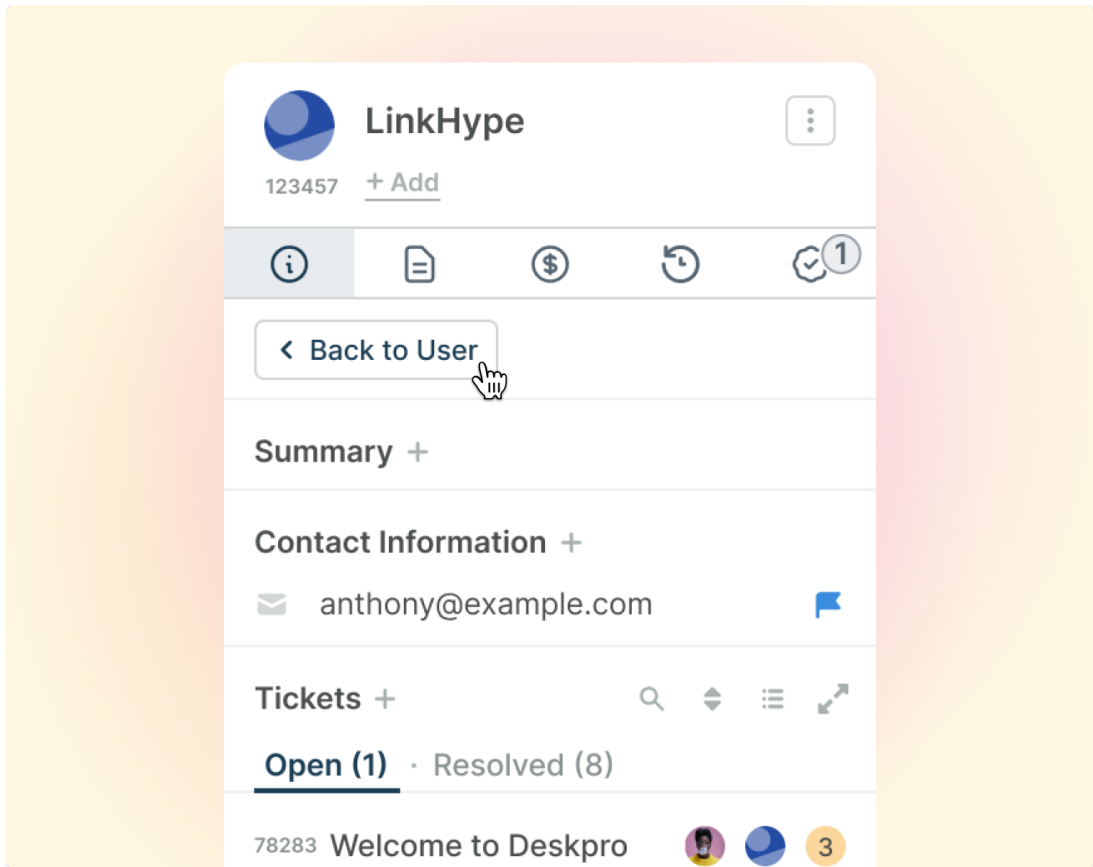 LinkHype
123457
+ Add
1
Back to User
Summary +
Contact Information +
anthony@example.com
Tickets +
Open (1) · Resolved (8)
78283 Welcome to Deskpro 3